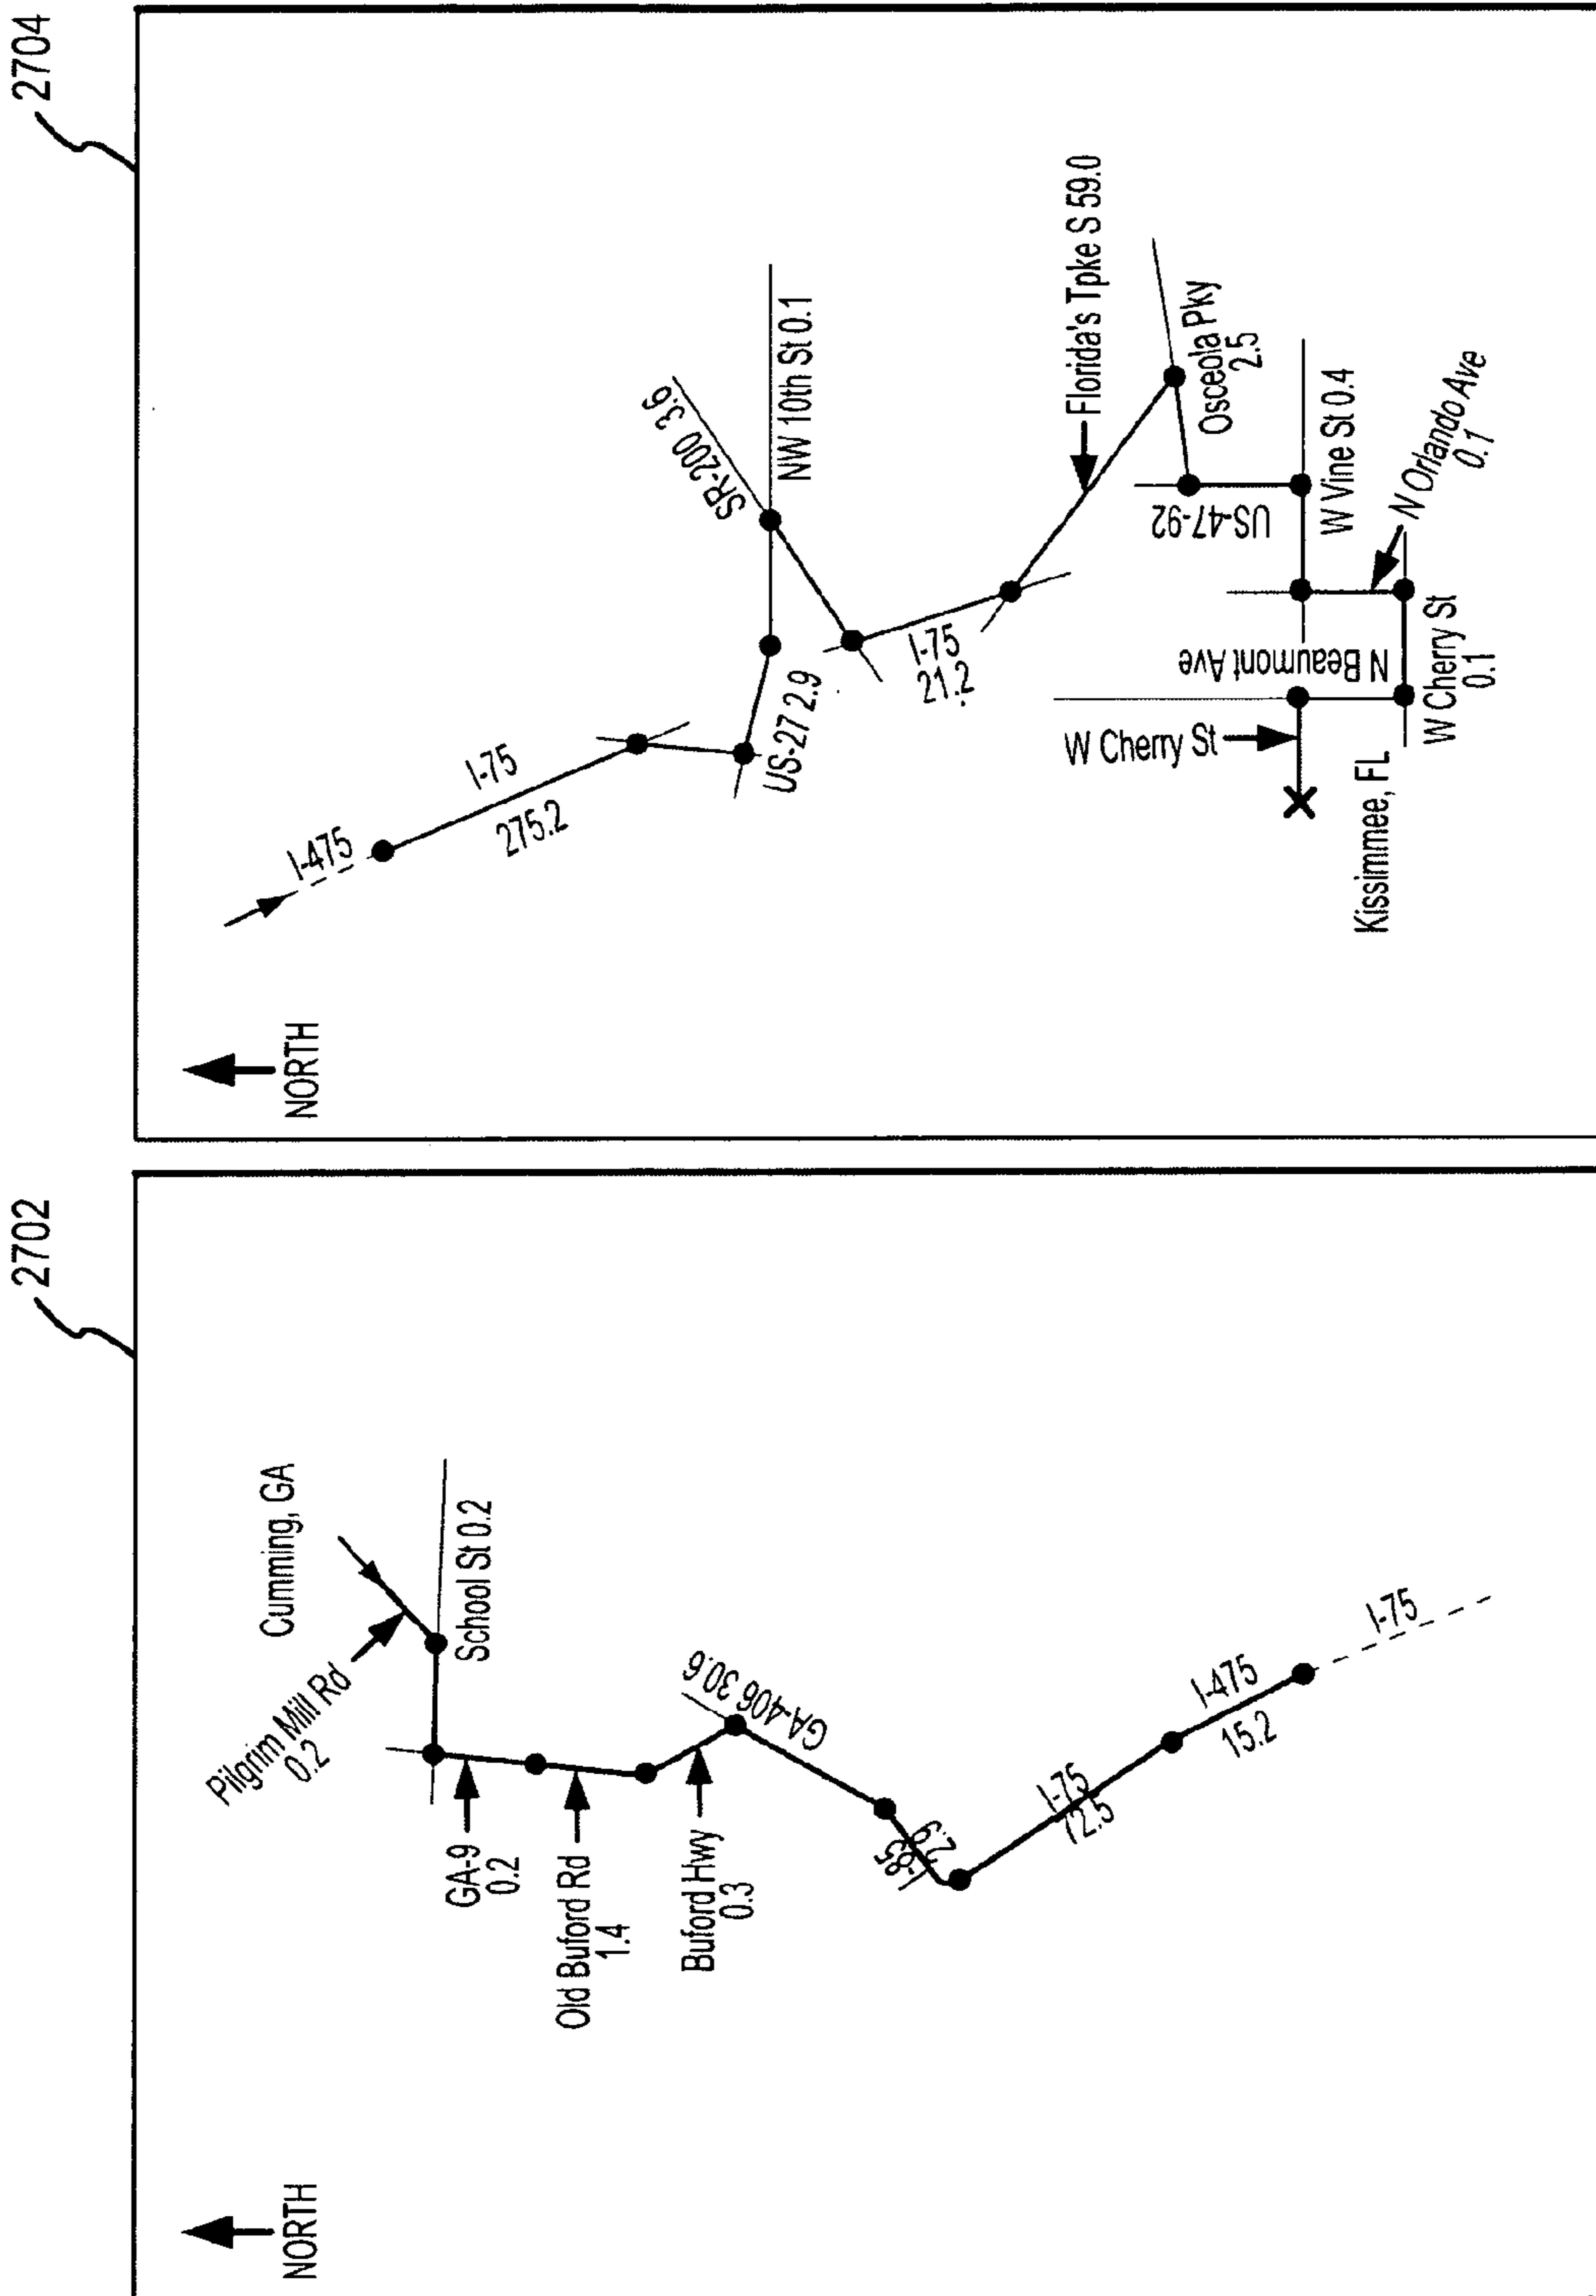 2702
NORTH
Cumming, GA
Pilgrim Mill Rd
0.2
School St 0.2
GA-9
0.2
Old Buford Rd
1.4
Buford Hwy
0.3
GA-406 30.6
I-85
I-75
72.5
I-475
15.2
I-75
2704
NORTH
I-475
I-75
275.2
US-27 2.9
NW 10th St 0.1
SR-200 3.6
I-75
21.2
Florida's Tpke S 59.0
Osceola Pky
2.5
US-47-92
W Vine St 0.4
N Orlando Ave
0.1
W Cherry St
0.1
N Beaumont Ave
W Cherry St
Kissimmee, FL